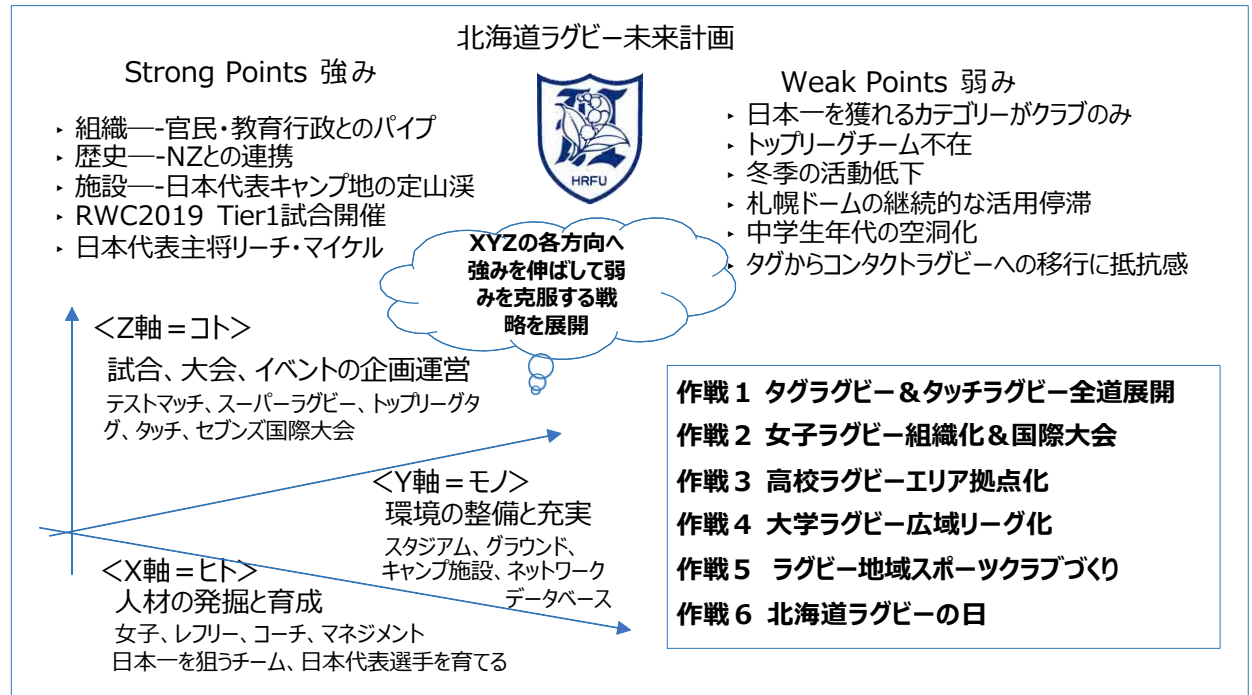 北海道ラグビー未来計画
Strong Points 強み
‣ 組織―-官民・教育行政とのパイプ
‣ 歴史―-NZとの連携
‣ 施設―-日本代表キャンプ地の定山渓
‣ RWC2019 Tier1試合開催
‣ 日本代表主将リーチ・マイケル
HRFU
Weak Points 弱み
‣ 日本一を獲れるカテゴリーがクラブのみ
‣ トップリーグチーム不在
‣ 冬季の活動低下
‣ 札幌ドームの継続的な活用停滞
‣ 中学生年代の空洞化
‣ タグからコンタクトラグビーへの移行に抵抗感
XYZの各方向へ
強みを伸ばして弱
みを克服する戦
略を展開
＜Z軸＝コト＞
試合、大会、イベントの企画運営
テストマッチ、スーパーラグビー、トップリーグタ
グ、タッチ、セブンズ国際大会
＜Y軸＝モノ＞
環境の整備と充実
スタジアム、グラウンド、
キャンプ施設、ネットワーク
データベース
＜X軸＝ヒト＞
人材の発掘と育成
女子、レフリー、コーチ、マネジメント
日本一を狙うチーム、日本代表選手を育てる
作戦１ タグラグビー＆タッチラグビー全道展開
作戦２ 女子ラグビー組織化＆国際大会
作戦３ 高校ラグビーエリア拠点化
作戦４ 大学ラグビー広域リーグ化
作戦５ ラグビー地域スポーツクラブづくり
作戦６ 北海道ラグビーの日